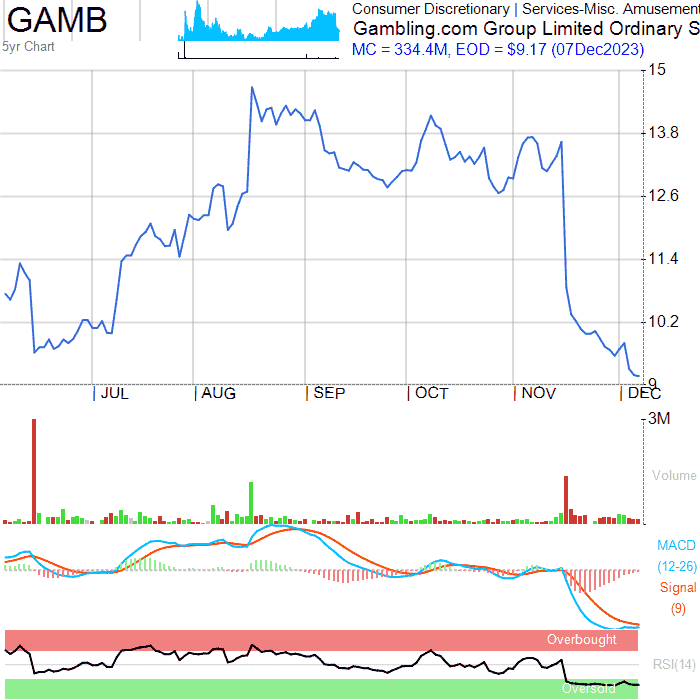 GAMB
5yr Chart
Consumer Discretionary | Services-Misc. Amusement
Gambling.com Group Limited Ordinary S
MC = 334.4M, EOD = $9.17 (07Dec2023)
15
13.8
12.6
11.4
10.2
9
JUL AUG SEP OCT NOV DEC
3M
Volume
MACD
(12-26)
Signal
(9)
Overbought
RSI(14)
Oversold